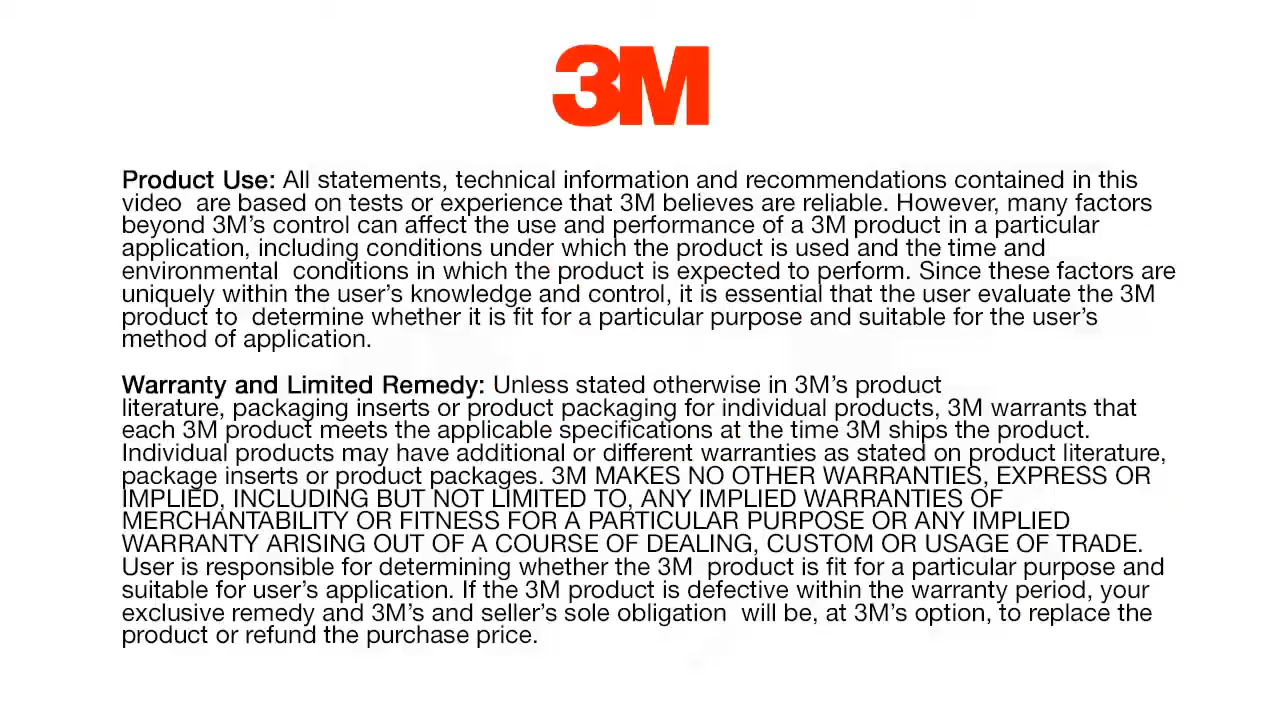 3M
Product Use: All statements, technical information and recommendations contained in this
video  are based on tests or experience that 3M believes are reliable. However, many factors
beyond 3M’s control can affect the use and performance of a 3M product in a particular
application, including conditions under which the product is used and the time and
environmental  conditions in which the product is expected to perform. Since these factors are
uniquely within the user’s knowledge and control, it is essential that the user evaluate the 3M
product to  determine whether it is fit for a particular purpose and suitable for the user’s
method of application.
Warranty and Limited Remedy: Unless stated otherwise in 3M’s product
literature, packaging inserts or product packaging for individual products, 3M warrants that
each 3M product meets the applicable specifications at the time 3M ships the product.
Individual products may have additional or different warranties as stated on product literature,
package inserts or product packages. 3M MAKES NO OTHER WARRANTIES, EXPRESS OR
IMPLIED, INCLUDING BUT NOT LIMITED TO, ANY IMPLIED WARRANTIES OF
MERCHANTABILITY OR FITNESS FOR A PARTICULAR PURPOSE OR ANY IMPLIED
WARRANTY ARISING OUT OF A COURSE OF DEALING, CUSTOM OR USAGE OF TRADE.
User is responsible for determining whether the 3M  product is fit for a particular purpose and
suitable for user’s application. If the 3M product is defective within the warranty period, your
exclusive remedy and 3M’s and seller’s sole obligation  will be, at 3M’s option, to replace the
product or refund the purchase price.